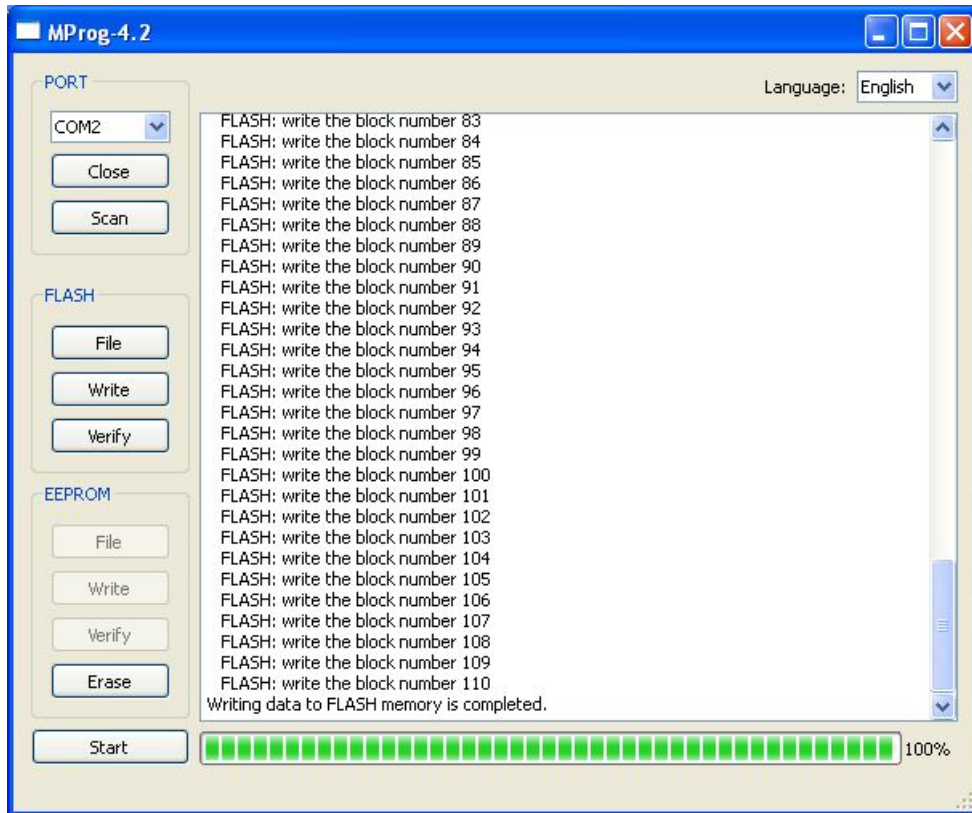 MProg-4.2
PORT
Language: English
COM2
Close
Scan
FLASH
File
Write
Verify
EEPROM
File
Write
Verify
Erase
FLASH: write the block number 83
FLASH: write the block number 84
FLASH: write the block number 85
FLASH: write the block number 86
FLASH: write the block number 87
FLASH: write the block number 88
FLASH: write the block number 89
FLASH: write the block number 90
FLASH: write the block number 91
FLASH: write the block number 92
FLASH: write the block number 93
FLASH: write the block number 94
FLASH: write the block number 95
FLASH: write the block number 96
FLASH: write the block number 97
FLASH: write the block number 98
FLASH: write the block number 99
FLASH: write the block number 100
FLASH: write the block number 101
FLASH: write the block number 102
FLASH: write the block number 103
FLASH: write the block number 104
FLASH: write the block number 105
FLASH: write the block number 106
FLASH: write the block number 107
FLASH: write the block number 108
FLASH: write the block number 109
FLASH: write the block number 110
Writing data to FLASH memory is completed.
Start
100%